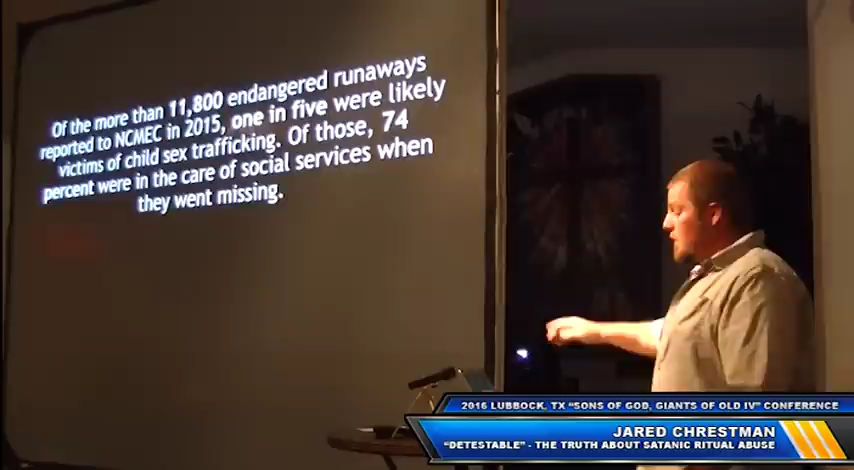 Of the more than 11,800 endangered runaways
reported to NCMEC in 2015, one in five were likely
victims of child sex trafficking. Of those, 74
percent were in the care of social services when
they went missing.
2016 LUBBOCK, TX "SONS OF GOD, GIANTS OF OLD IV" CONFERENCE
JARED CHRESTMAN
"DETESTABLE" - THE TRUTH ABOUT SATANIC RITUAL ABUSE